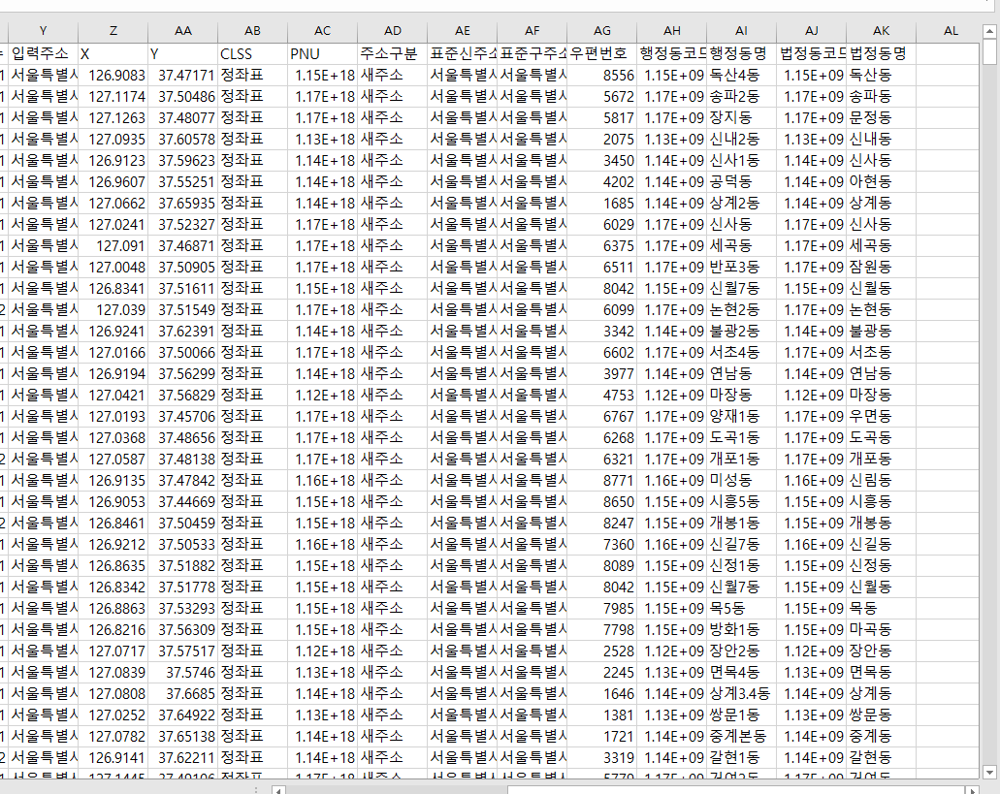 Y Z AA AB AC AD AE AF AG AH AI AJ AK AL
입력주소 X Y CLSS PNU 주소구분 표준신주소 표준구주소 우편번호 행정동코드 행정동명 법정동코드 법정동명
1 서울특별시 126.9083 37.47171 정좌표 1.15E+18 새주소 서울특별시 서울특별시 8556 1.15E+09 독산4동 1.15E+09 독산동
1 서울특별시 127.1174 37.50486 정좌표 1.17E+18 새주소 서울특별시 서울특별시 5672 1.17E+09 송파2동 1.17E+09 송파동
1 서울특별시 127.1263 37.48077 정좌표 1.17E+18 새주소 서울특별시 서울특별시 5817 1.17E+09 장지동 1.17E+09 문정동
1 서울특별시 127.0935 37.60578 정좌표 1.13E+18 새주소 서울특별시 서울특별시 2075 1.13E+09 신내2동 1.13E+09 신내동
1 서울특별시 126.9123 37.59623 정좌표 1.14E+18 새주소 서울특별시 서울특별시 3450 1.14E+09 신사1동 1.14E+09 신사동
1 서울특별시 126.9607 37.55251 정좌표 1.14E+18 새주소 서울특별시 서울특별시 4202 1.14E+09 공덕동 1.14E+09 아현동
1 서울특별시 127.0662 37.65935 정좌표 1.14E+18 새주소 서울특별시 서울특별시 1685 1.14E+09 상계2동 1.14E+09 상계동
1 서울특별시 127.0241 37.52327 정좌표 1.17E+18 새주소 서울특별시 서울특별시 6029 1.17E+09 신사동 1.17E+09 신사동
1 서울특별시 127.091 37.46871 정좌표 1.17E+18 새주소 서울특별시 서울특별시 6375 1.17E+09 세곡동 1.17E+09 세곡동
1 서울특별시 127.0048 37.50905 정좌표 1.17E+18 새주소 서울특별시 서울특별시 6511 1.17E+09 반포3동 1.17E+09 잠원동
1 서울특별시 126.8341 37.51611 정좌표 1.15E+18 새주소 서울특별시 서울특별시 8042 1.15E+09 신월7동 1.15E+09 신월동
2 서울특별시 127.039 37.51549 정좌표 1.17E+18 새주소 서울특별시 서울특별시 6099 1.17E+09 논현2동 1.17E+09 논현동
1 서울특별시 126.9241 37.62391 정좌표 1.14E+18 새주소 서울특별시 서울특별시 3342 1.14E+09 불광2동 1.14E+09 불광동
1 서울특별시 127.0166 37.50066 정좌표 1.17E+18 새주소 서울특별시 서울특별시 6602 1.17E+09 서초4동 1.17E+09 서초동
1 서울특별시 126.9194 37.56299 정좌표 1.14E+18 새주소 서울특별시 서울특별시 3977 1.14E+09 연남동 1.14E+09 연남동
1 서울특별시 127.0421 37.56829 정좌표 1.12E+18 새주소 서울특별시 서울특별시 4753 1.12E+09 마장동 1.12E+09 마장동
1 서울특별시 127.0193 37.45706 정좌표 1.17E+18 새주소 서울특별시 서울특별시 6767 1.17E+09 양재1동 1.17E+09 우면동
1 서울특별시 127.0368 37.48656 정좌표 1.17E+18 새주소 서울특별시 서울특별시 6268 1.17E+09 도곡1동 1.17E+09 도곡동
2 서울특별시 127.0587 37.48138 정좌표 1.17E+18 새주소 서울특별시 서울특별시 6321 1.17E+09 개포1동 1.17E+09 개포동
1 서울특별시 126.9135 37.47842 정좌표 1.16E+18 새주소 서울특별시 서울특별시 8771 1.16E+09 미성동 1.16E+09 신림동
1 서울특별시 126.9053 37.44669 정좌표 1.15E+18 새주소 서울특별시 서울특별시 8650 1.15E+09 시흥5동 1.15E+09 시흥동
2 서울특별시 126.8461 37.50459 정좌표 1.15E+18 새주소 서울특별시 서울특별시 8247 1.15E+09 개봉1동 1.15E+09 개봉동
1 서울특별시 126.9212 37.50533 정좌표 1.16E+18 새주소 서울특별시 서울특별시 7360 1.16E+09 신길7동 1.16E+09 신길동
1 서울특별시 126.8635 37.51882 정좌표 1.15E+18 새주소 서울특별시 서울특별시 8089 1.15E+09 신정1동 1.15E+09 신정동
1 서울특별시 126.8342 37.51778 정좌표 1.15E+18 새주소 서울특별시 서울특별시 8042 1.15E+09 신월7동 1.15E+09 신월동
1 서울특별시 126.8863 37.53293 정좌표 1.15E+18 새주소 서울특별시 서울특별시 7985 1.15E+09 목5동 1.15E+09 목동
1 서울특별시 126.8216 37.56309 정좌표 1.15E+18 새주소 서울특별시 서울특별시 7798 1.15E+09 방화1동 1.15E+09 마곡동
1 서울특별시 127.0717 37.57517 정좌표 1.12E+18 새주소 서울특별시 서울특별시 2528 1.12E+09 장안2동 1.12E+09 장안동
1 서울특별시 127.0839 37.5746 정좌표 1.13E+18 새주소 서울특별시 서울특별시 2245 1.13E+09 면목4동 1.13E+09 면목동
1 서울특별시 127.0808 37.6685 정좌표 1.14E+18 새주소 서울특별시 서울특별시 1646 1.14E+09 상계3.4동 1.14E+09 상계동
1 서울특별시 127.0252 37.64922 정좌표 1.13E+18 새주소 서울특별시 서울특별시 1381 1.13E+09 쌍문1동 1.13E+09 쌍문동
1 서울특별시 127.0782 37.65138 정좌표 1.14E+18 새주소 서울특별시 서울특별시 1721 1.14E+09 중계본동 1.14E+09 중계동
2 서울특별시 126.9141 37.62211 정좌표 1.14E+18 새주소 서울특별시 서울특별시 3319 1.14E+09 갈현1동 1.14E+09 갈현동
1 서울특별시 127.1445 정좌표 1.17E+18 새주소 서울특별시 서울특별시 1.17E+09 거여2동 1.17E+09 거여동